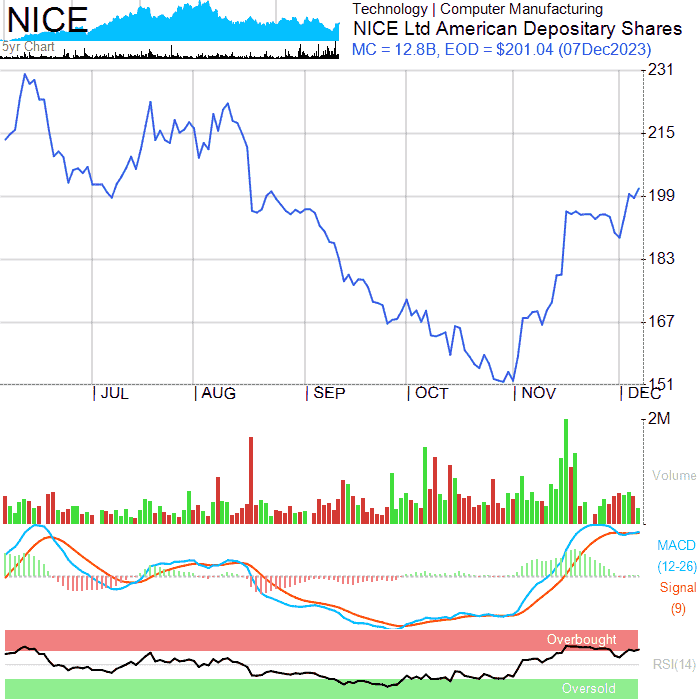 NICE
5yr Chart
Technology | Computer Manufacturing
NICE Ltd American Depositary Shares
MC = 12.8B, EOD = $201.04 (07Dec2023)
231
215
199
183
167
151
JUL
AUG
SEP
OCT
NOV
DEC
2M
Volume
MACD
(12-26)
Signal
(9)
Overbought
RSI(14)
Oversold